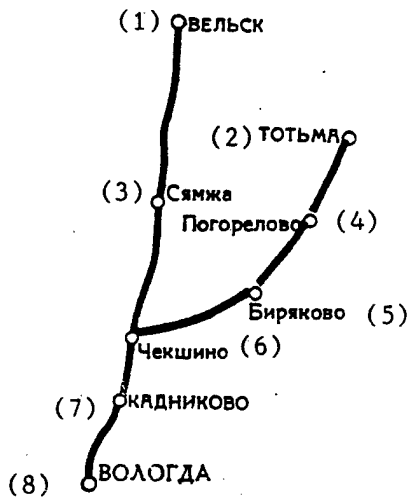 (1) ВЕЛЬСК
(2) ТОТЬМА
(3) Сямжа
Погорелово (4)
Биряково (5)
Чекшино (6)
(7) КАДНИКОВО
(8) ВОЛОГДА